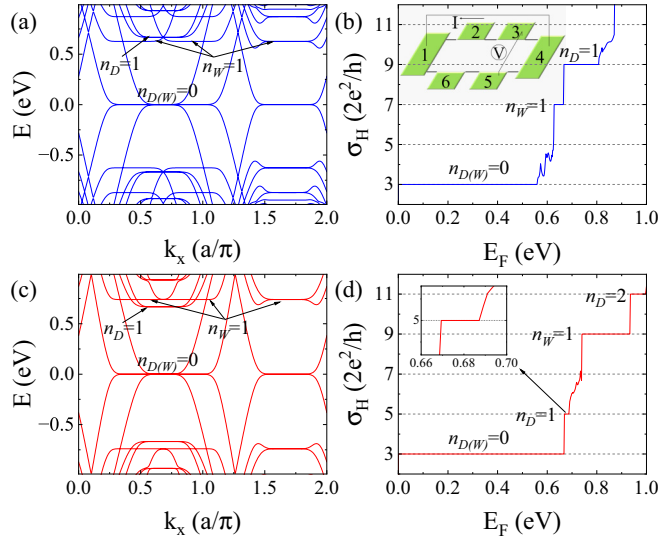 (a)
E (eV)
0.5
0.0
−0.5
n_D=1
n_W=1
n_D(W)=0
0.0 0.5 1.0 1.5 2.0
k_x (a/π)
(b)
σ_H (2e²/h)
11
9
7
5
3
I
1 2 3 4
V
6 5
n_D=1
n_W=1
n_D(W)=0
0.0 0.2 0.4 0.6 0.8 1.0
E_F (eV)
(c)
E (eV)
0.5
0.0
−0.5
n_D=1
n_W=1
n_D(W)=0
0.0 0.5 1.0 1.5 2.0
k_x (a/π)
(d)
σ_H (2e²/h)
11
9
7
5
3
5
0.66 0.68 0.70
n_D=2
n_W=1
n_D=1
n_D(W)=0
0.0 0.2 0.4 0.6 0.8 1.0
E_F (eV)